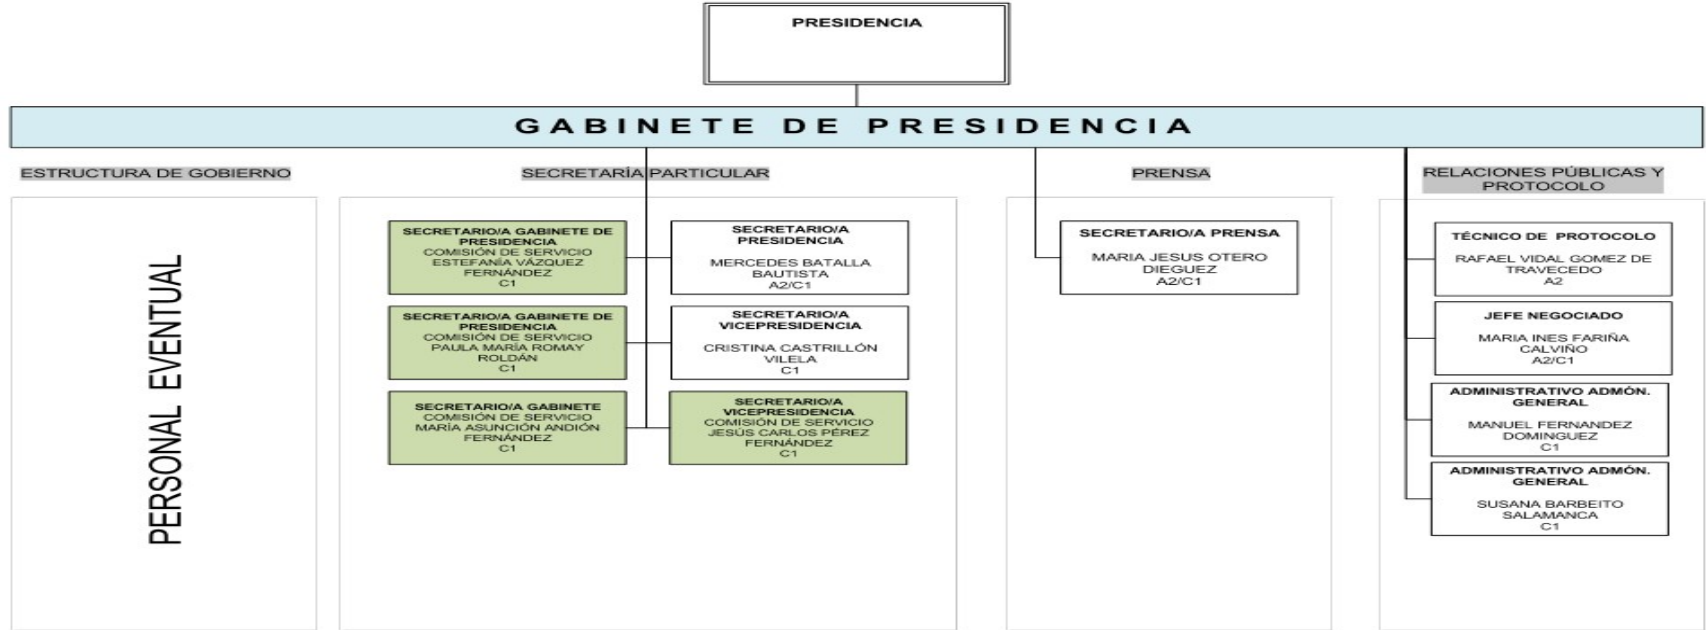 PRESIDENCIA
GABINETE DE PRESIDENCIA
ESTRUCTURA DE GOBIERNO
PERSONAL EVENTUAL
SECRETARÍA PARTICULAR
SECRETARIO/A GABINETE DE
PRESIDENCIA
COMISIÓN DE SERVICIO
ESTEFANÍA VÁZQUEZ
FERNÁNDEZ
C1
SECRETARIO/A
PRESIDENCIA
MERCEDES BATALLA
BAUTISTA
A2/C1
SECRETARIO/A GABINETE DE
PRESIDENCIA
COMISIÓN DE SERVICIO
PAULA MARÍA ROMAY
ROLDÁN
C1
SECRETARIO/A
VICEPRESIDENCIA
CRISTINA CASTRILLÓN
VILELA
C1
SECRETARIO/A GABINETE
COMISIÓN DE SERVICIO
MARÍA ASUNCIÓN ANDIÓN
FERNÁNDEZ
C1
SECRETARIO/A
VICEPRESIDENCIA
COMISIÓN DE SERVICIO
JESÚS CARLOS PÉREZ
FERNÁNDEZ
C1
PRENSA
SECRETARIO/A PRENSA
MARIA JESUS OTERO
DIEGUEZ
A2/C1
RELACIONES PÚBLICAS Y
PROTOCOLO
TÉCNICO DE PROTOCOLO
RAFAEL VIDAL GOMEZ DE
TRAVECEDO
A2
JEFE NEGOCIADO
MARIA INES FARIÑA
CALVIÑO
A2/C1
ADMINISTRATIVO ADMÓN.
GENERAL
MANUEL FERNANDEZ
DOMINGUEZ
C1
ADMINISTRATIVO ADMÓN.
GENERAL
SUSANA BARBEITO
SALAMANCA
C1